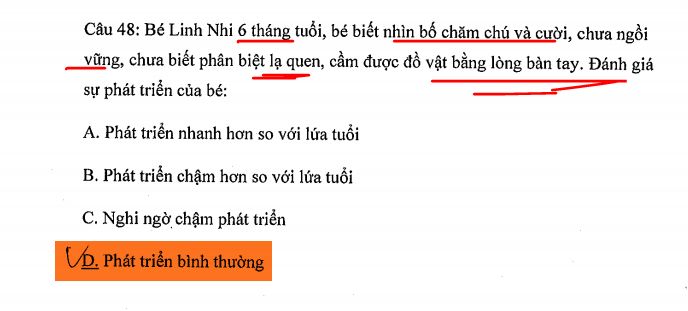 Câu 48: Bé Linh Nhi 6 tháng tuổi, bé biết nhìn bố chăm chú và cười, chưa ngồi
vững, chưa biết phân biệt lạ quen, cầm được đồ vật bằng lòng bàn tay. Đánh giá
sự phát triển của bé:
A. Phát triển nhanh hơn so với lứa tuổi
B. Phát triển chậm hơn so với lứa tuổi
C. Nghi ngờ chậm phát triển
D. Phát triển bình thường